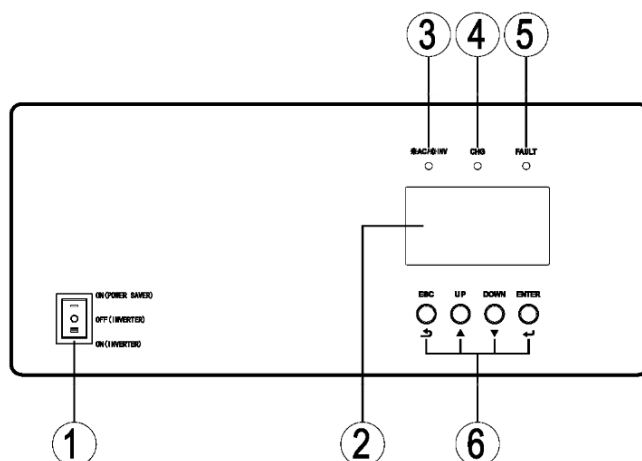 3 4 5
☀AC/☀INV CHG FAULT
ON(POWER SAVER)
OFF(INVERTER)
ON(INVERTER)
ESC UP DOWN ENTER
1 2 6